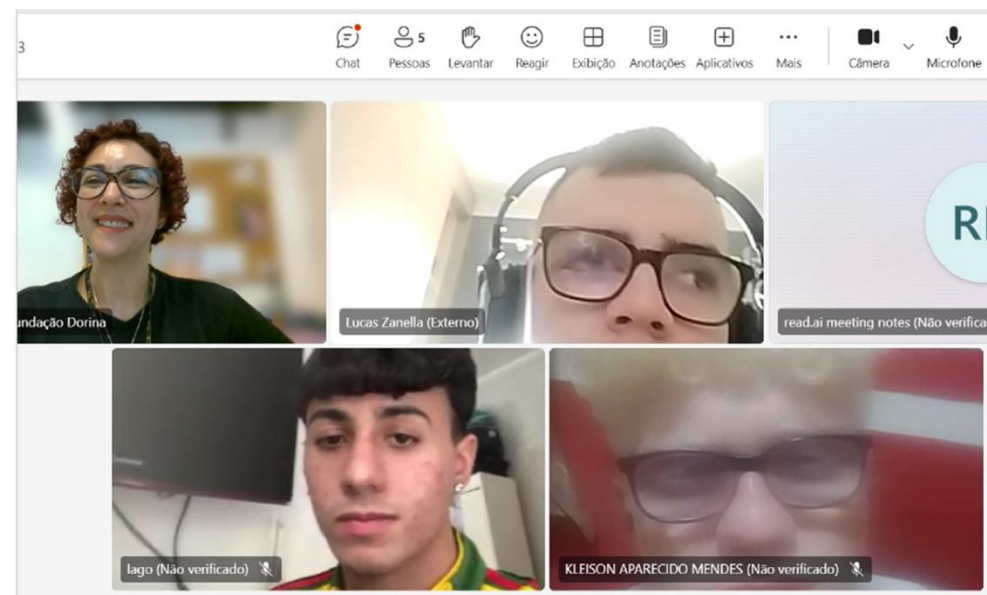 3
5
Chat Pessoas Levantar Reagir Exibição Anotações Aplicativos Mais Câmera Microfone
undação Dorina
Lucas Zanella (Externo)
RE
read.ai meeting notes (Não verifica
Iago (Não verificado)
KLEISON APARECIDO MENDES (Não verificado)